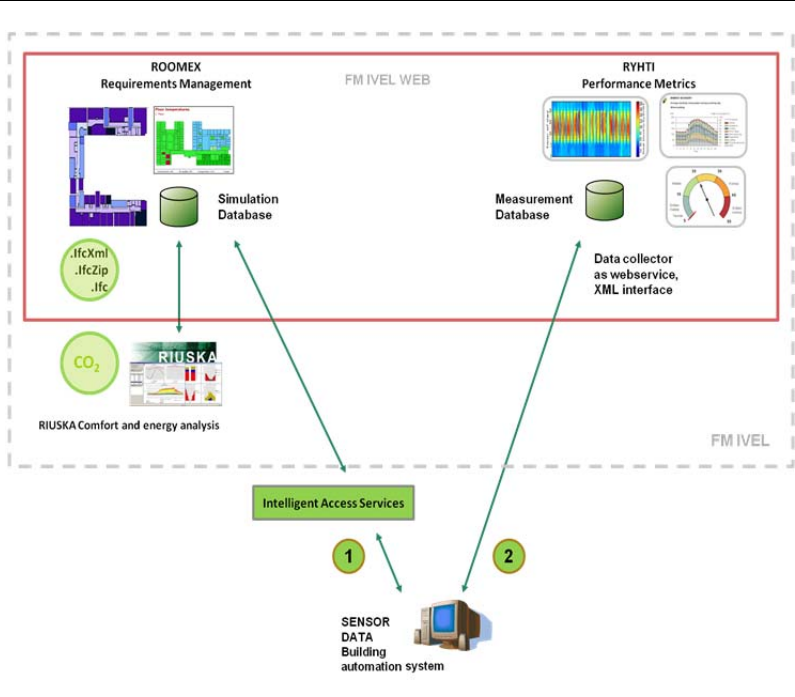 ROOMEX
Requirements Management
FM IVEL WEB
RYHTI
Performance Metrics
Simulation
Database
Measurement
Database
.IfcXml
.IfcZip
.Ifc
Data collector
as webservice,
XML interface
CO2
RIUSKA
RIUSKA Comfort and energy analysis
FM IVEL
Intelligent Access Services
1
2
SENSOR
DATA
Building
automation system